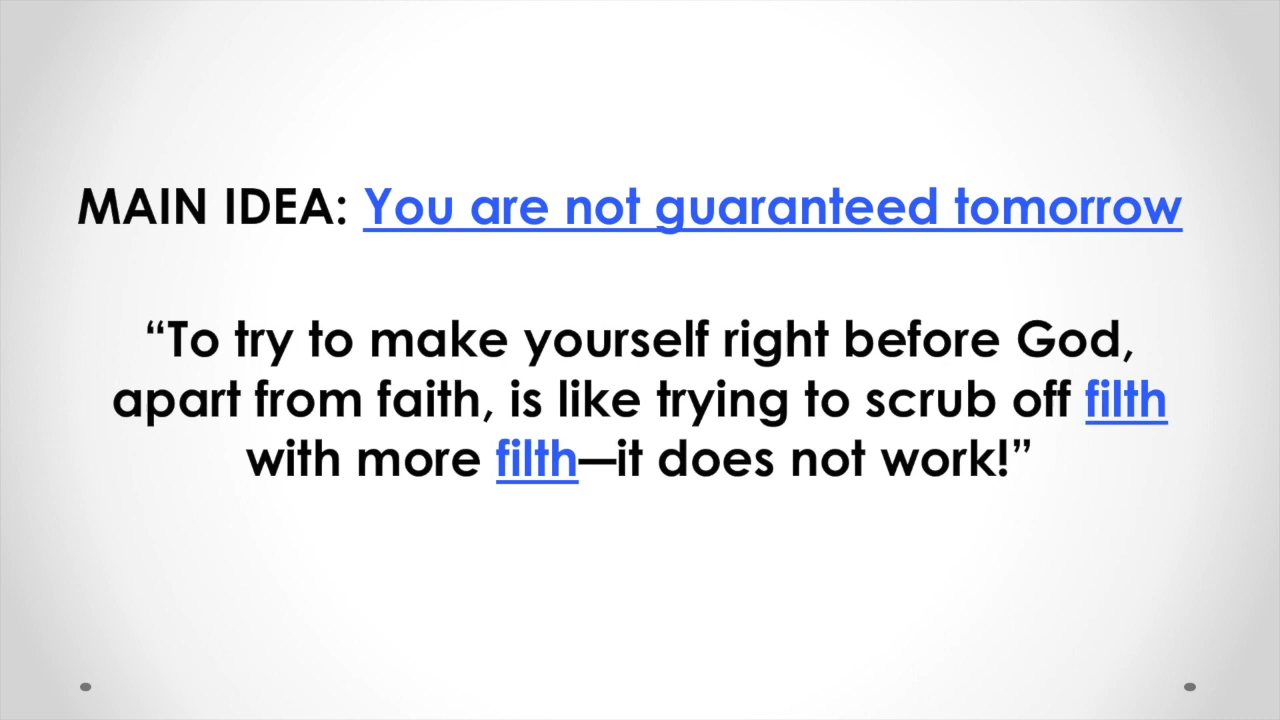 MAIN IDEA: You are not guaranteed tomorrow
“To try to make yourself right before God,
apart from faith, is like trying to scrub off filth
with more filth—it does not work!”